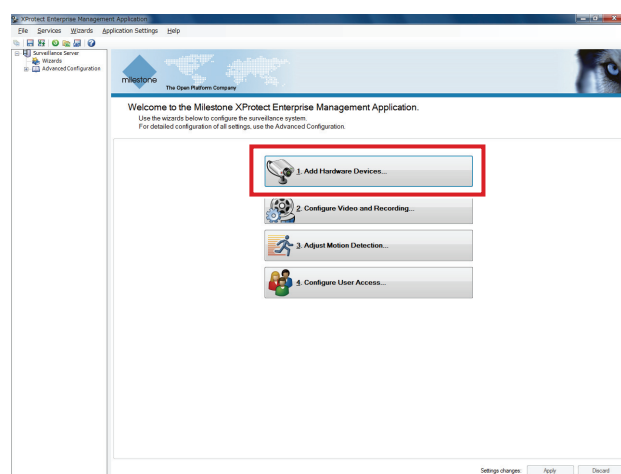 XProtect Enterprise Management Application
File Services Wizards Application Settings Help
Surveillance Server
Wizards
Advanced Configuration
milestone
The Open Platform Company
Welcome to the Milestone XProtect Enterprise Management Application.
Use the wizards below to configure the surveillance system.
For detailed configuration of all settings, use the Advanced Configuration.
1. Add Hardware Devices...
2. Configure Video and Recording...
3. Adjust Motion Detection...
4. Configure User Access...
Settings changes: Apply Discard